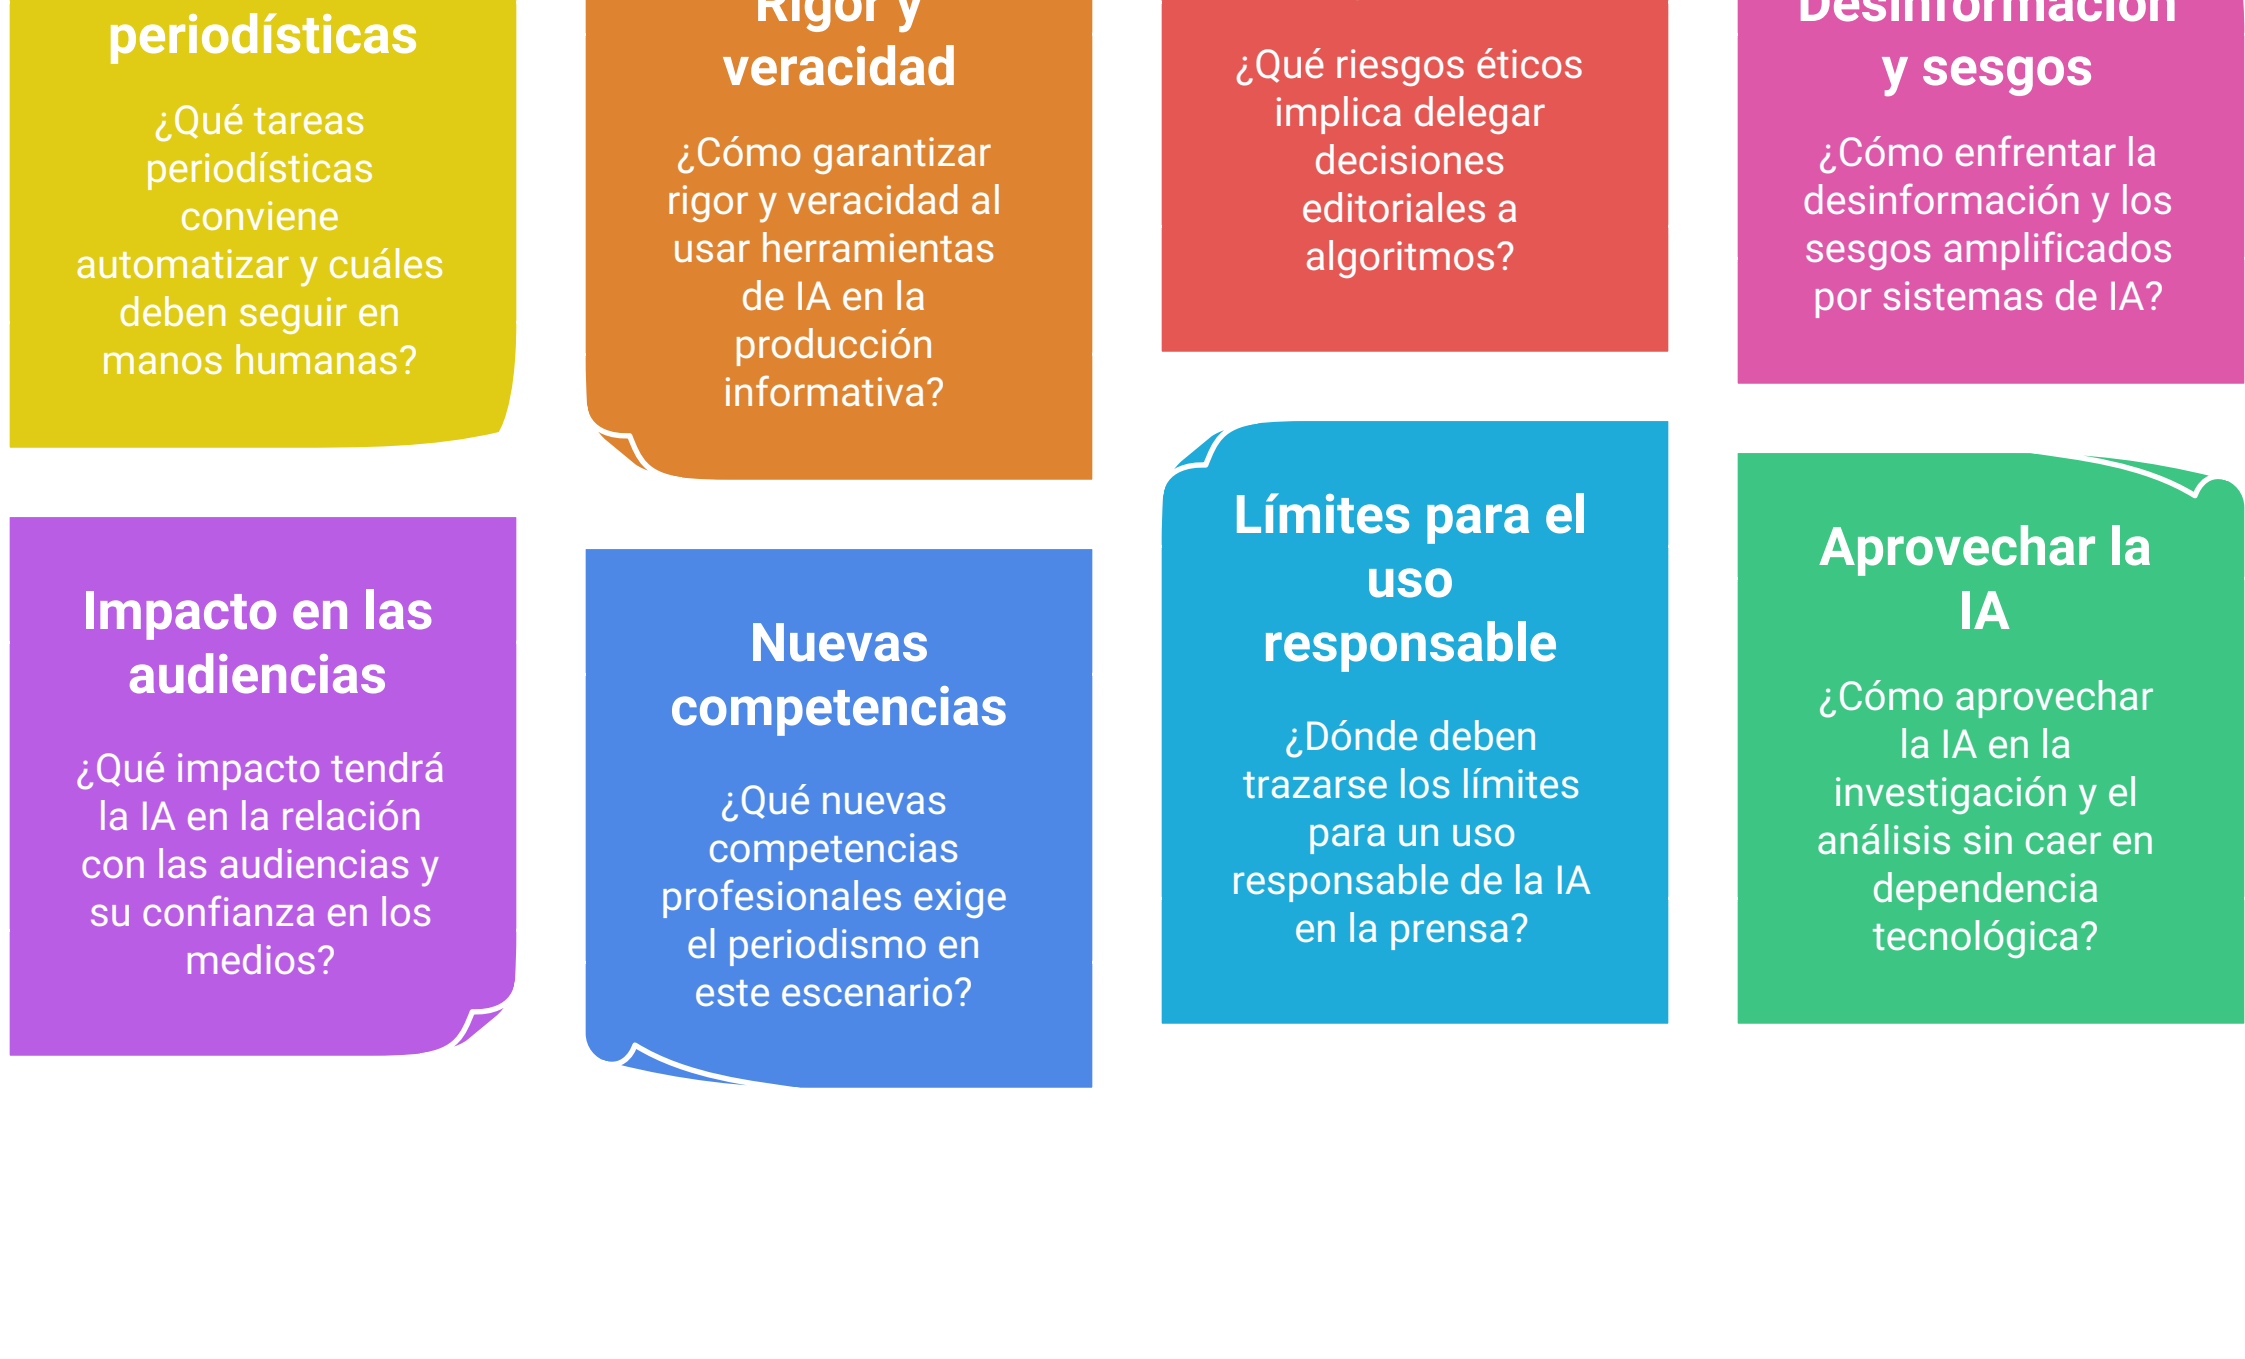 periodísticas
¿Qué tareas
periodísticas
conviene
automatizar y cuáles
deben seguir en
manos humanas?
Rigor y
veracidad
¿Cómo garantizar
rigor y veracidad al
usar herramientas
de IA en la
producción
informativa?
¿Qué riesgos éticos
implica delegar
decisiones
editoriales a
algoritmos?
Desinformación
y sesgos
¿Cómo enfrentar la
desinformación y los
sesgos amplificados
por sistemas de IA?
Impacto en las
audiencias
¿Qué impacto tendrá
la IA en la relación
con las audiencias y
su confianza en los
medios?
Nuevas
competencias
¿Qué nuevas
competencias
profesionales exige
el periodismo en
este escenario?
Límites para el
uso
responsable
¿Dónde deben
trazarse los límites
para un uso
responsable de la IA
en la prensa?
Aprovechar la
IA
¿Cómo aprovechar
la IA en la
investigación y el
análisis sin caer en
dependencia
tecnológica?